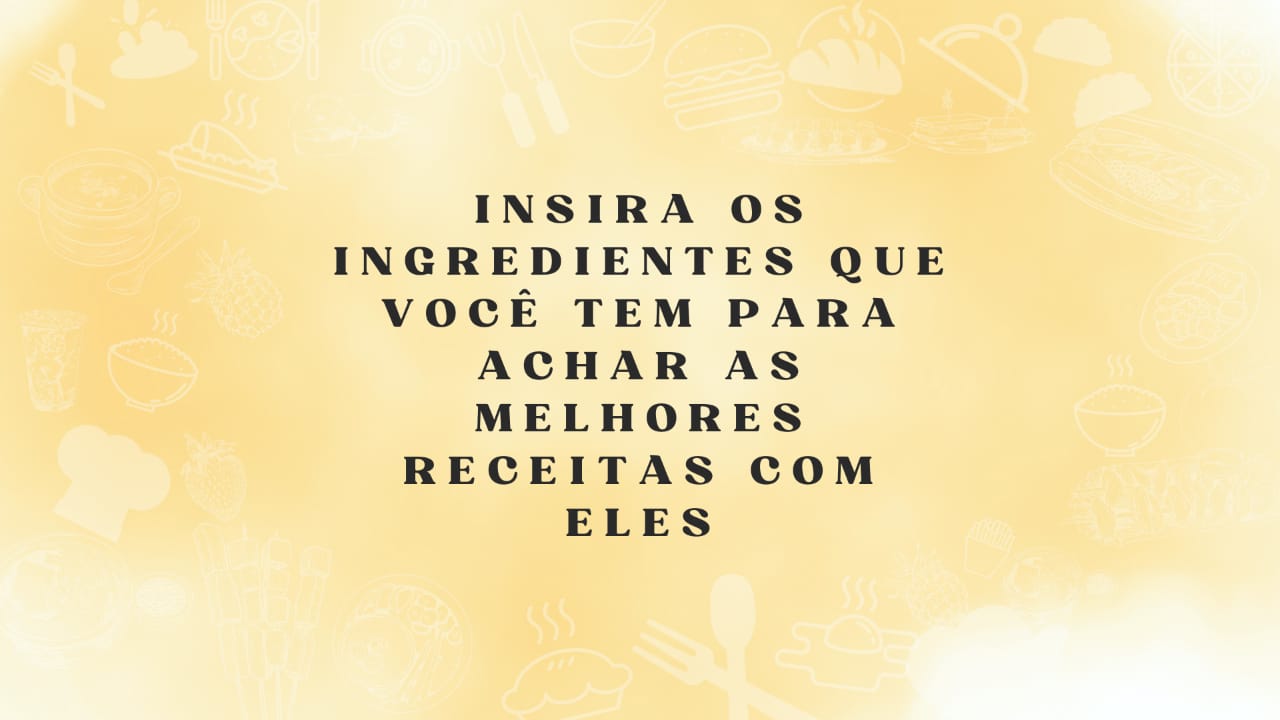 INSIRA OS
INGREDIENTES QUE
VOCÊ TEM PARA
ACHAR AS
MELHORES
RECEITAS COM
ELES